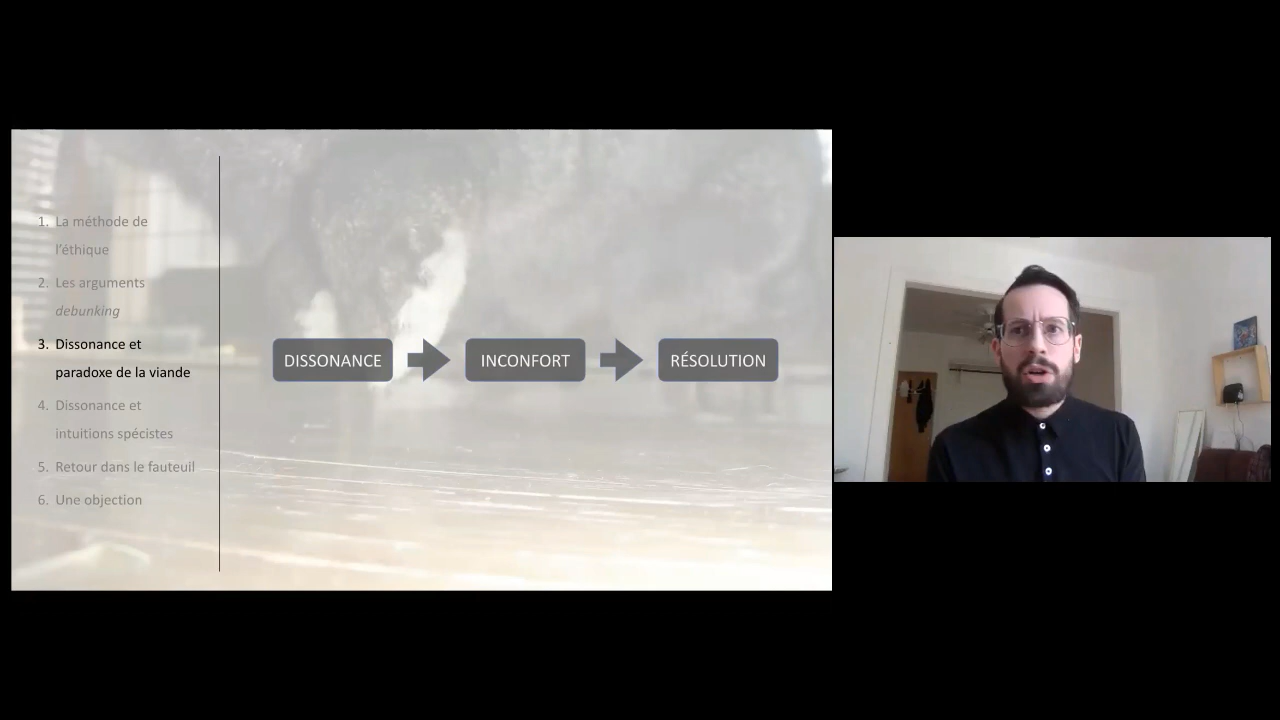 1. La méthode de
l'éthique
2. Les arguments
debunking
3. Dissonance et
paradoxe de la viande
4. Dissonance et
intuitions spécistes
5. Retour dans le fauteuil
6. Une objection
DISSONANCE
INCONFORT
RÉSOLUTION